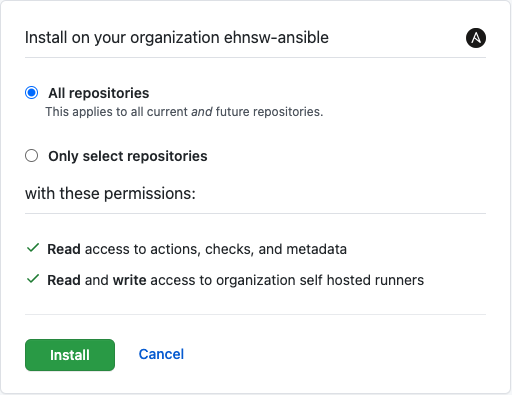 Install on your organization ehnsw-ansible
All repositories
This applies to all current and future repositories.
Only select repositories
with these permissions:
Read access to actions, checks, and metadata
Read and write access to organization self hosted runners
Install Cancel